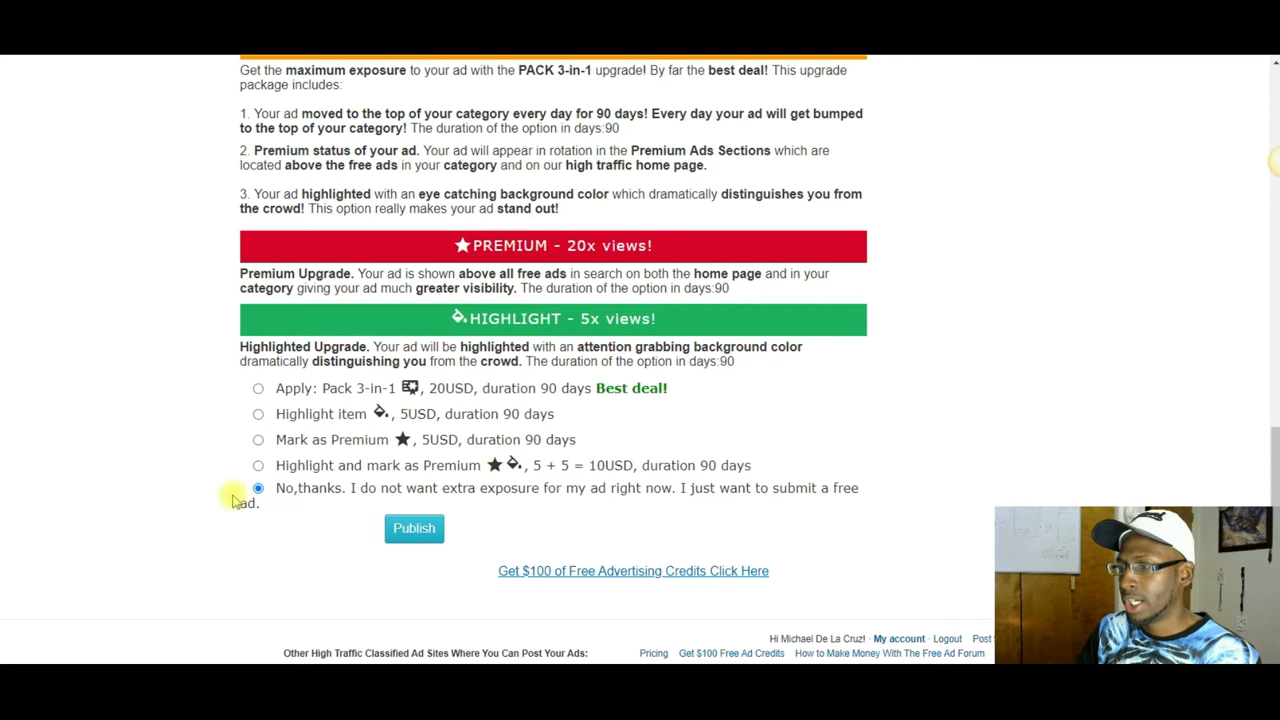 Get the maximum exposure to your ad with the PACK 3-in-1 upgrade! By far the best deal! This upgrade
package includes:
1. Your ad moved to the top of your category every day for 90 days! Every day your ad will get bumped
to the top of your category! The duration of the option in days:90
2. Premium status of your ad. Your ad will appear in rotation in the Premium Ads Sections which are
located above the free ads in your category and on our high traffic home page.
3. Your ad highlighted with an eye catching background color which dramatically distinguishes you from
the crowd! This option really makes your ad stand out!
PREMIUM - 20x views!
Premium Upgrade. Your ad is shown above all free ads in search on both the home page and in your
category giving your ad much greater visibility. The duration of the option in days:90
HIGHLIGHT - 5x views!
Highlighted Upgrade. Your ad will be highlighted with an attention grabbing background color
dramatically distinguishing you from the crowd. The duration of the option in days:90
Apply: Pack 3-in-1 , 20USD, duration 90 days Best deal!
Highlight item , 5USD, duration 90 days
Mark as Premium , 5USD, duration 90 days
Highlight and mark as Premium , 5 + 5 = 10USD, duration 90 days
No,thanks. I do not want extra exposure for my ad right now. I just want to submit a free
ad.
Publish
Get $100 of Free Advertising Credits Click Here
Hi Michael De La Cruz! · My account · Logout · Post
Other High Traffic Classified Ad Sites Where You Can Post Your Ads:
Pricing Get $100 Free Ad Credits How to Make Money With The Free Ad Forum